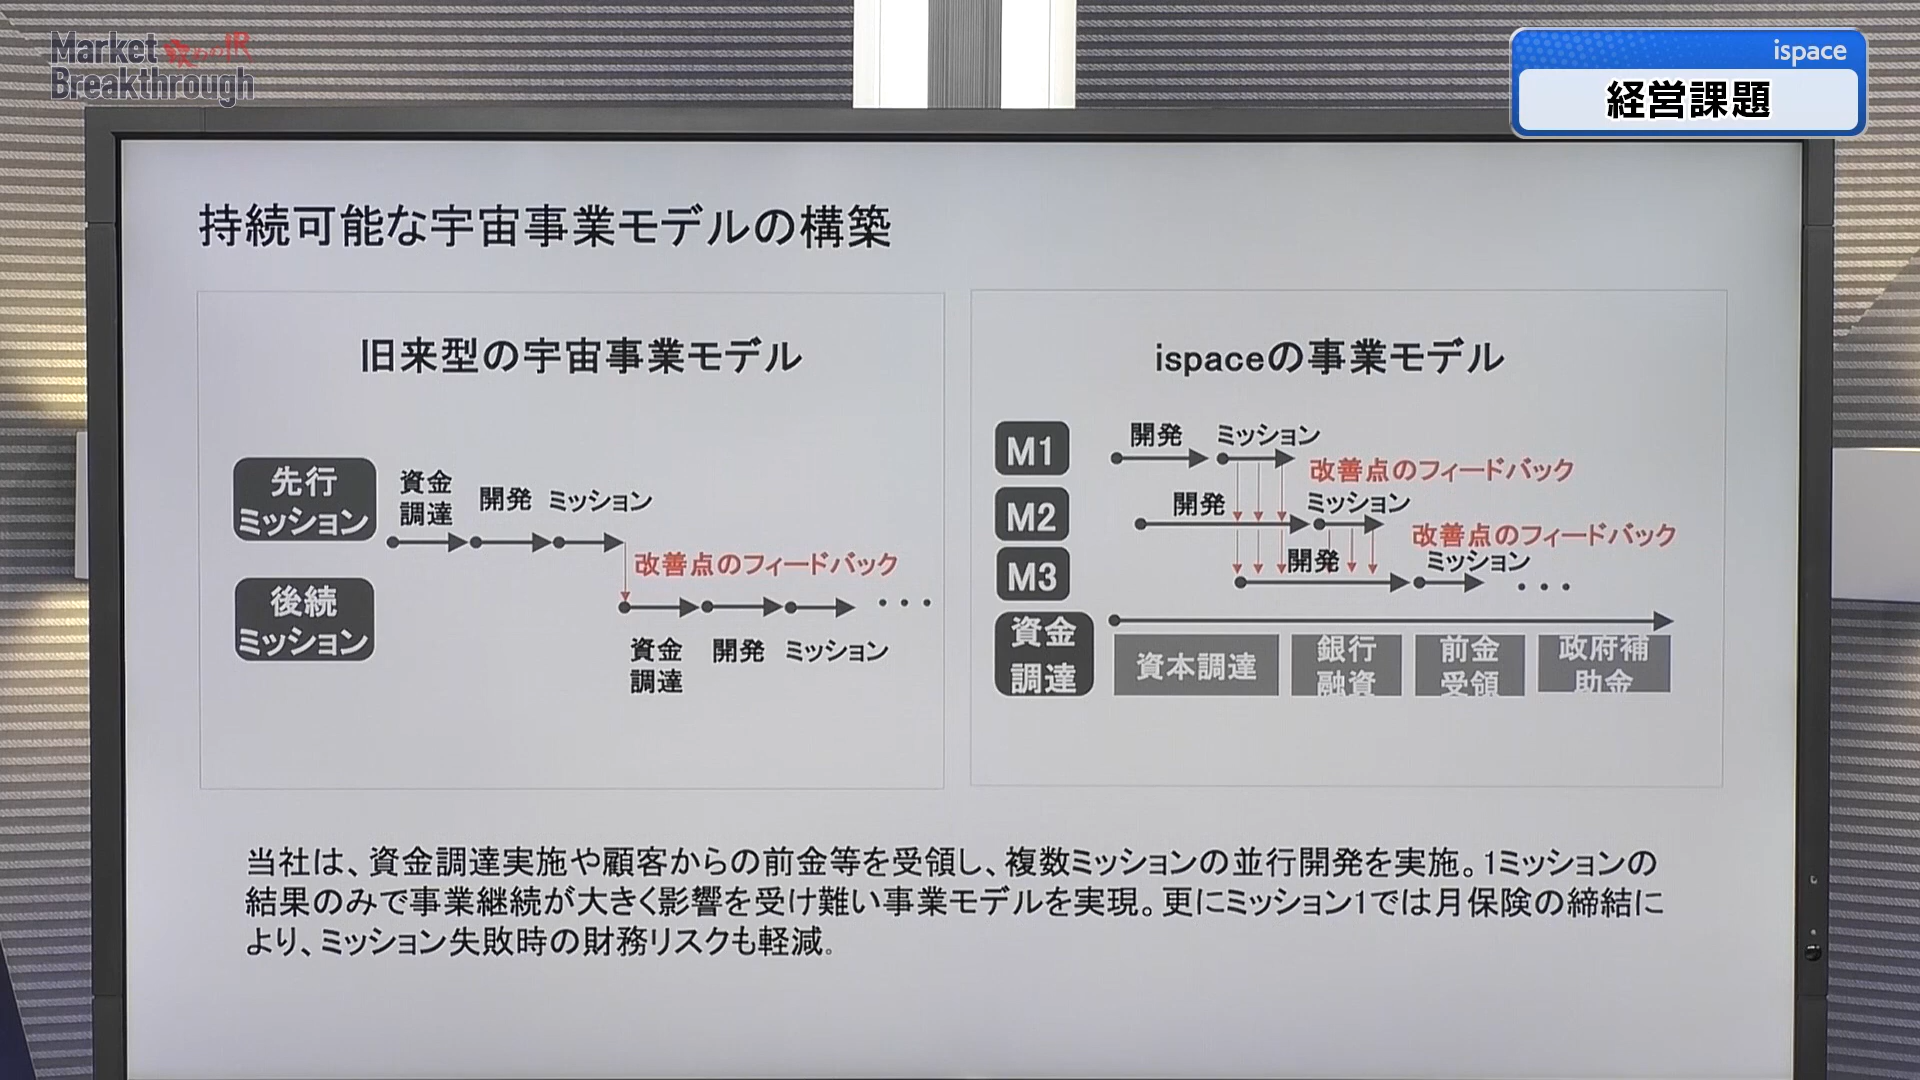 Market
Breakthrough
ispace
経営課題
持続可能な宇宙事業モデルの構築
旧来型の宇宙事業モデル
先行
ミッション
資金
調達
開発
ミッション
改善点のフィードバック
後続
ミッション
・・・
資金
調達
開発
ミッション
ispaceの事業モデル
M1
開発
ミッション
改善点のフィードバック
M2
開発
ミッション
改善点のフィードバック
M3
開発
ミッション
・・・
資金
調達
資本調達
銀行
融資
前金
受領
政府補
助金
当社は、資金調達実施や顧客からの前金等を受領し、複数ミッションの並行開発を実施。1ミッションの
結果のみで事業継続が大きく影響を受け難い事業モデルを実現。更にミッション1では月保険の締結に
より、ミッション失敗時の財務リスクも軽減。